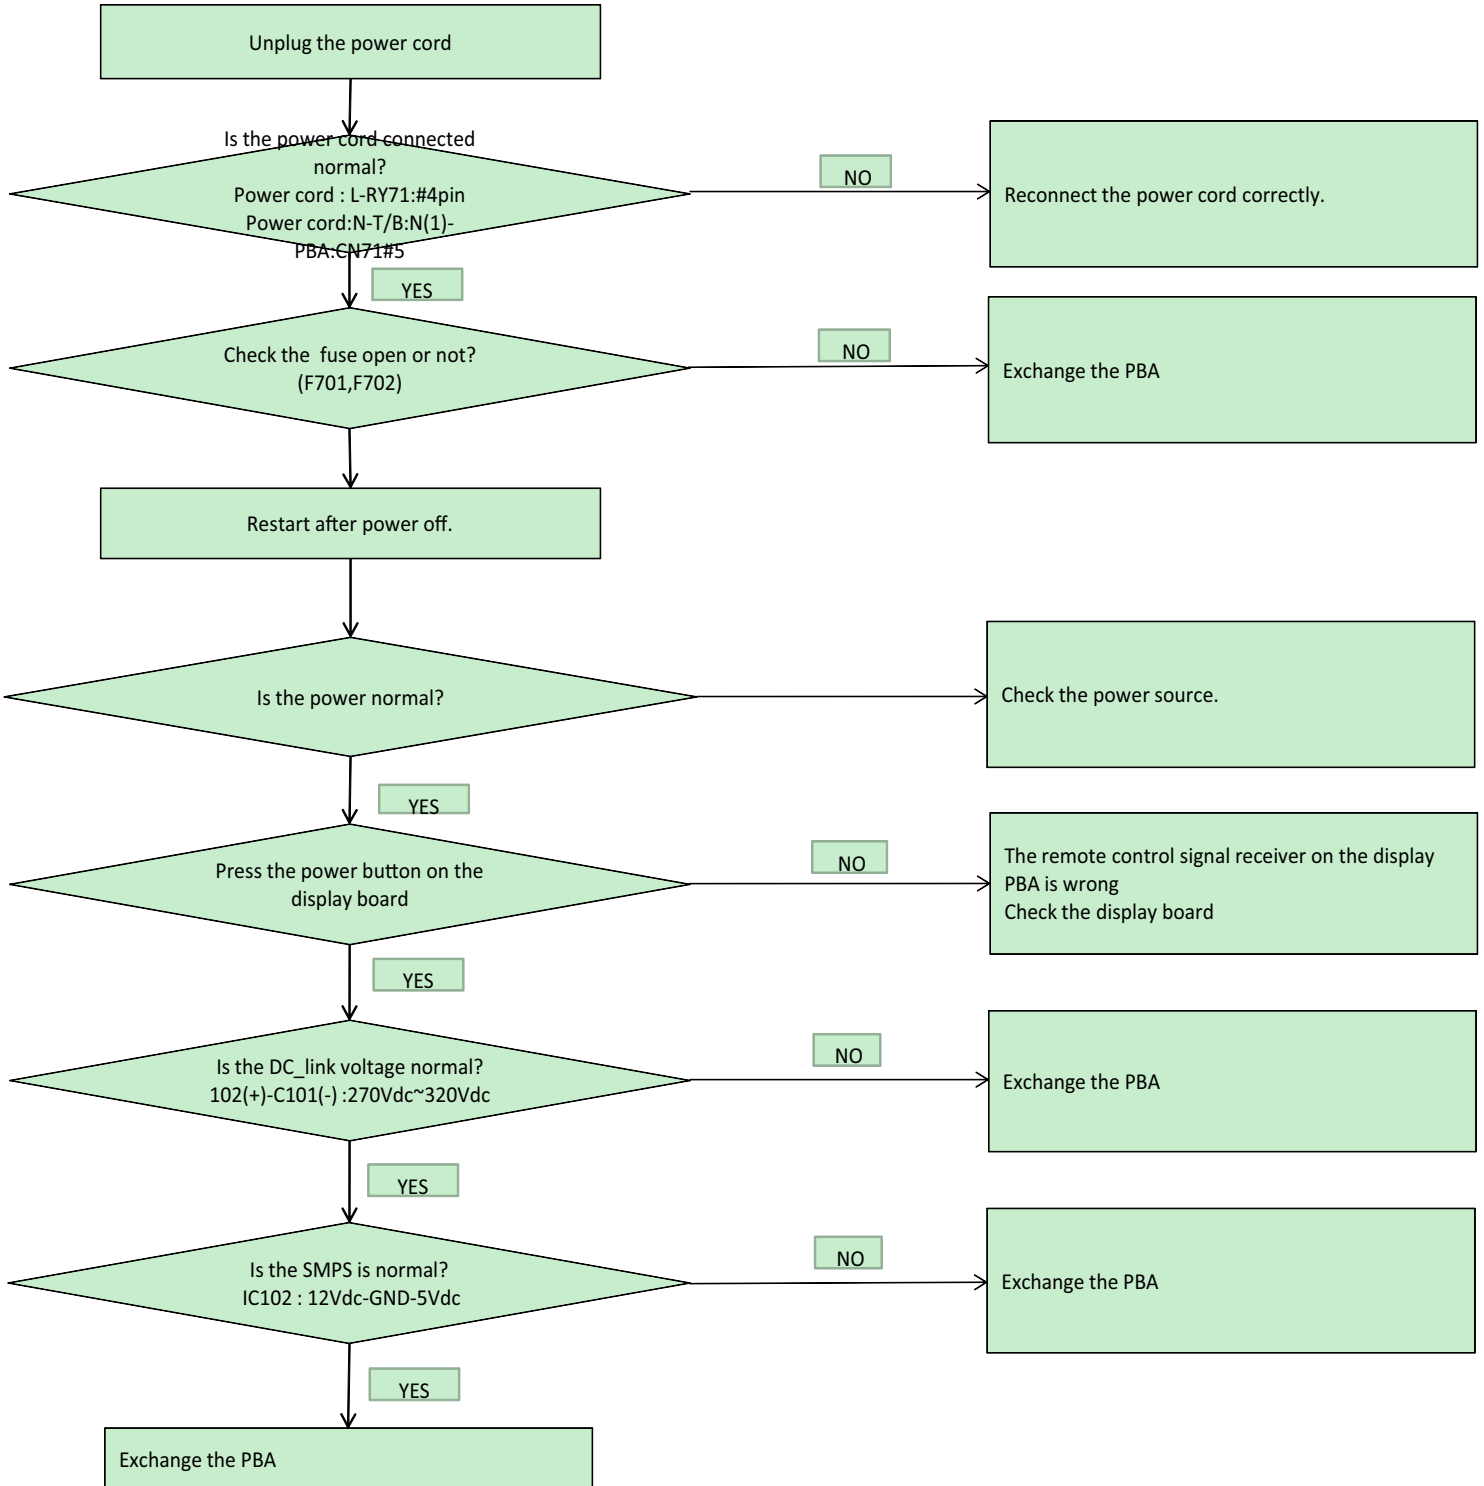 Unplug the power cord
Is the power cord connected
normal?
Power cord : L-RY71:#4pin
Power cord:N-T/B:N(1)-
PBA:CN71#5
NO
Reconnect the power cord correctly.
YES
Check the  fuse open or not?
(F701,F702)
NO
Exchange the PBA
Restart after power off.
Is the power normal?
Check the power source.
YES
Press the power button on the
display board
NO
The remote control signal receiver on the display
PBA is wrong
Check the display board
YES
Is the DC_link voltage normal?
102(+)-C101(-) :270Vdc~320Vdc
NO
Exchange the PBA
YES
Is the SMPS is normal?
IC102 : 12Vdc-GND-5Vdc
NO
Exchange the PBA
YES
Exchange the PBA